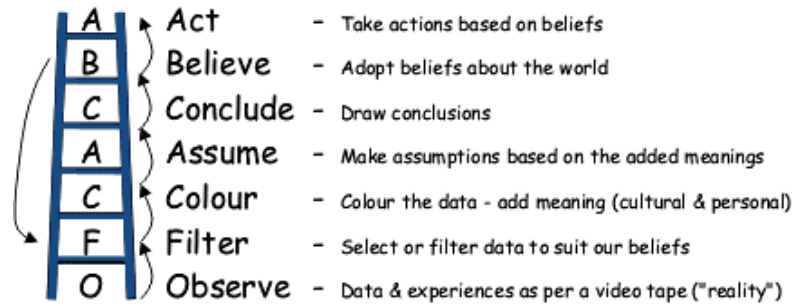 A Act - Take actions based on beliefs
B Believe - Adopt beliefs about the world
C Conclude - Draw conclusions
A Assume - Make assumptions based on the added meanings
C Colour - Colour the data - add meaning (cultural & personal)
F Filter - Select or filter data to suit our beliefs
O Observe - Data & experiences as per a video tape ("reality")